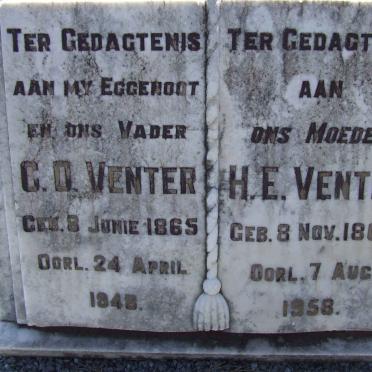 TER GEDAGTENIS
AAN MY EGGENOOT
EN ONS VADER
C.D. VENTER
GEB. 8 JUNIE 1865
OORL. 24 APRIL
1948.
TER GEDAGT
AAN
ONS MOEDE
H.E. VENT
GEB. 8 NOV. 18
OORL. 7 AUG
1958.